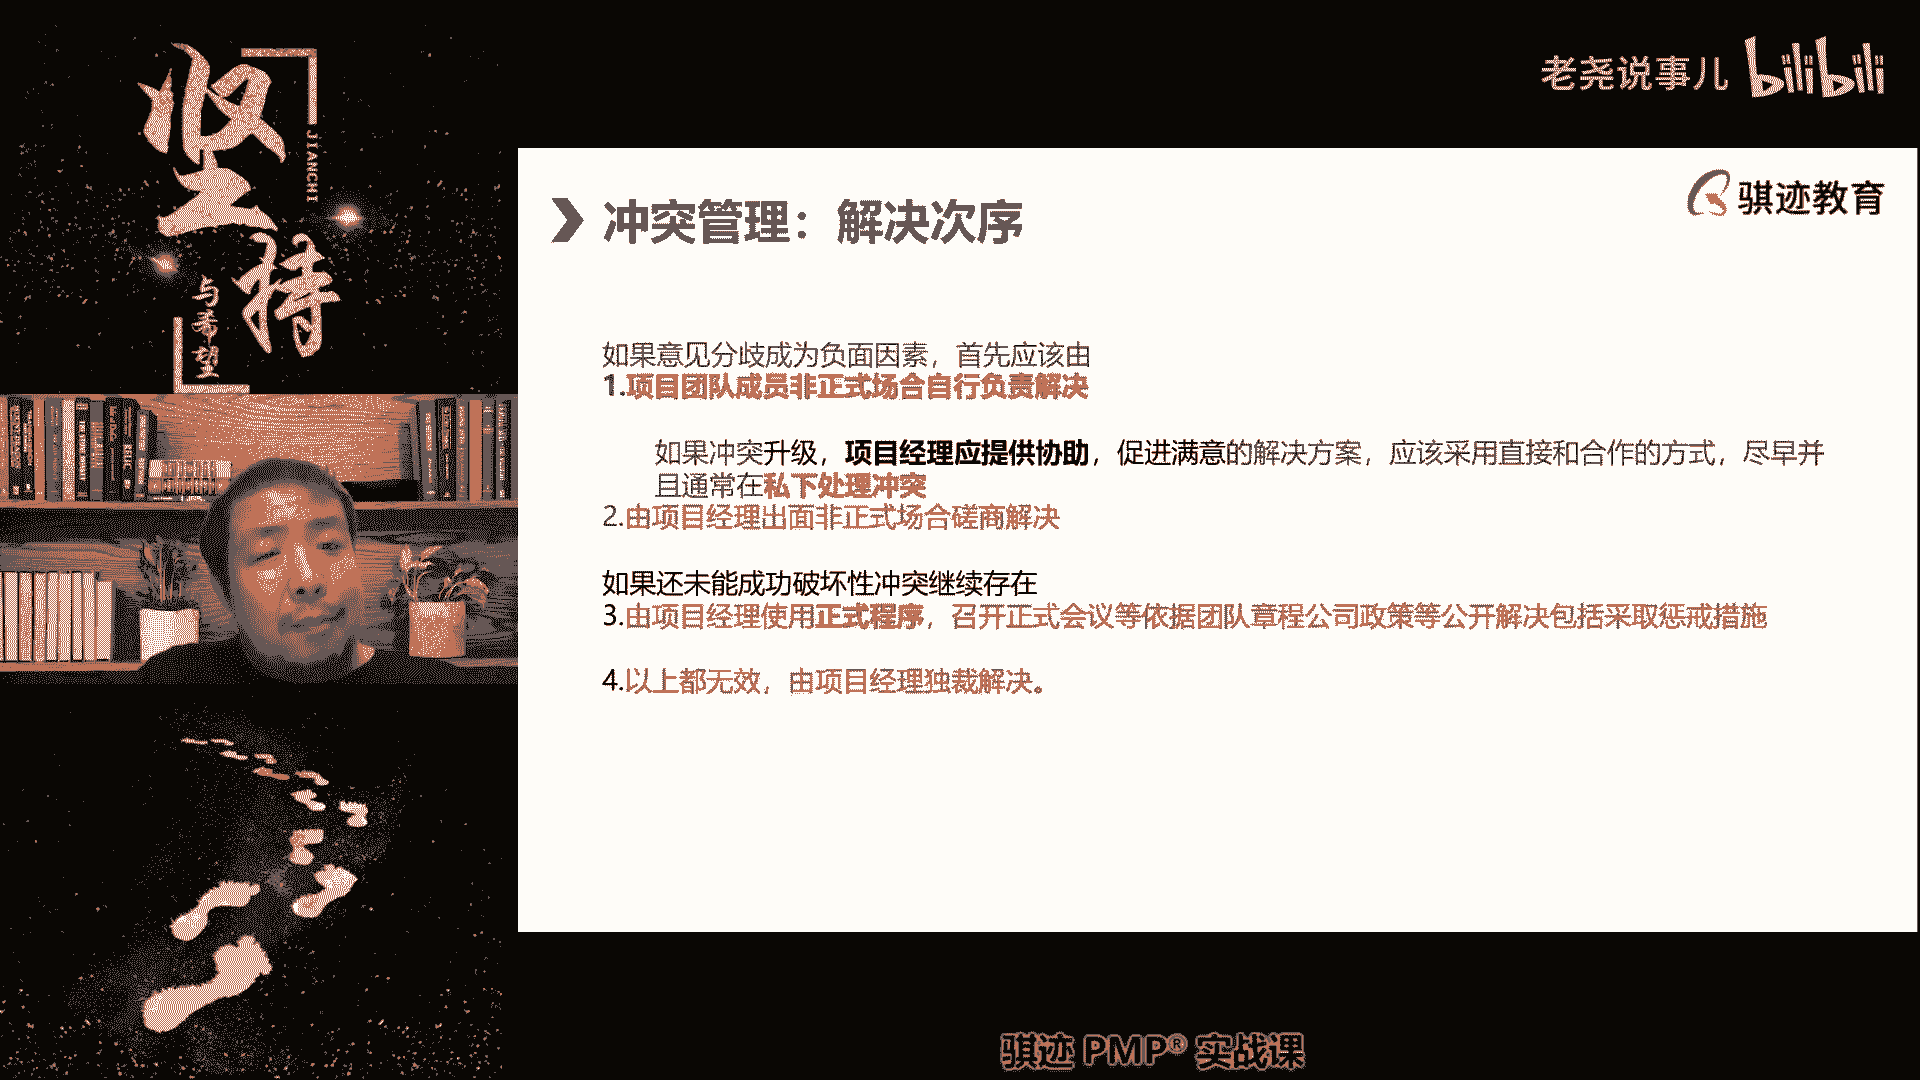 坚持
JIANCHI
与希望
老尧说事儿 bilibili
骐迹教育
冲突管理：解决次序
如果意见分歧成为负面因素，首先应该由
1.项目团队成员非正式场合自行负责解决
如果冲突升级，项目经理应提供协助，促进满意的解决方案，应该采用直接和合作的方式，尽早并
且通常在私下处理冲突
2.由项目经理出面非正式场合磋商解决
如果还未能成功破坏性冲突继续存在
3.由项目经理使用正式程序，召开正式会议等依据团队章程公司政策等公开解决包括采取惩戒措施
4.以上都无效，由项目经理独裁解决。
骐迹 PMP® 实战课